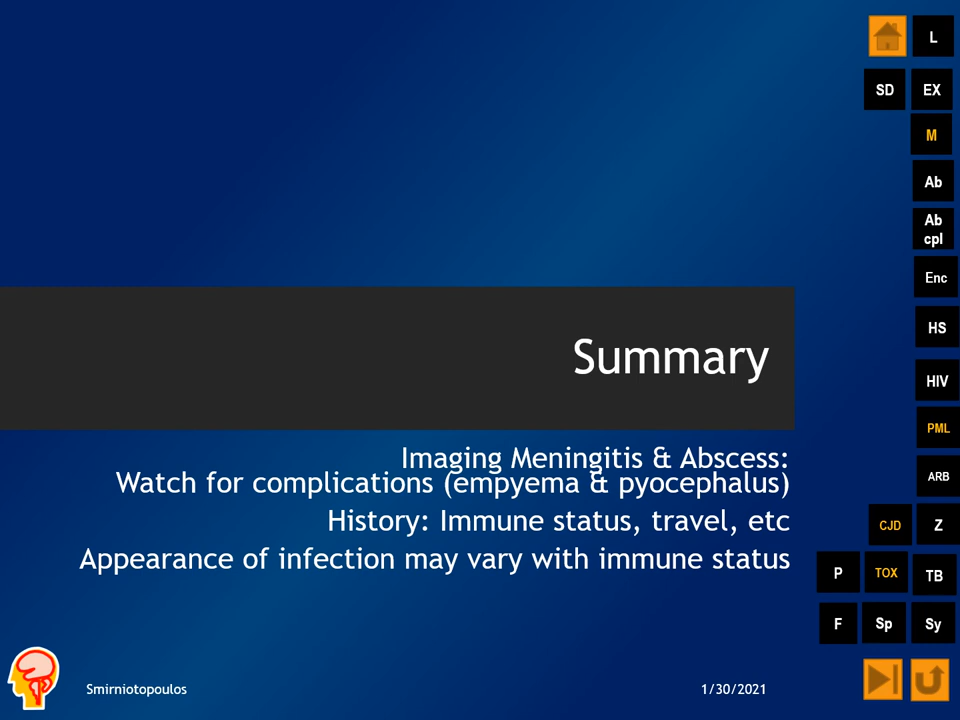 L
SD EX
M
Ab
Ab
cpl
Enc
HS
Summary
HIV
PML
Imaging Meningitis & Abscess:
Watch for complications (empyema & pyocephalus)
ARB
History: Immune status, travel, etc
CJD Z
Appearance of infection may vary with immune status
P TOX TB
F Sp Sy
Smirniotopoulos
1/30/2021